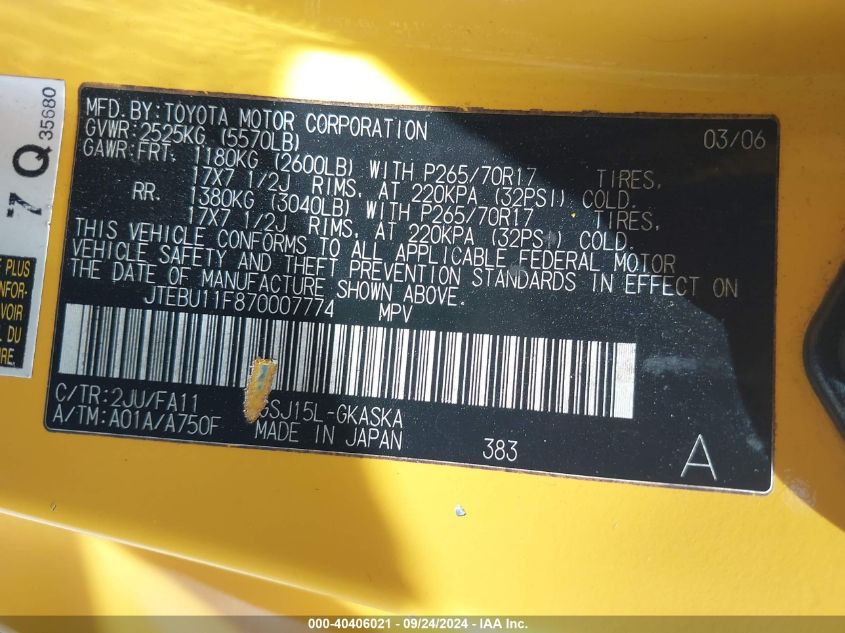 MFD. BY: TOYOTA MOTOR CORPORATION 03/06
GVWR: 2525KG (5570LB)
GAWR: FRT. 1180KG (2600LB) WITH P265/70R17 TIRES,
17X7 1/2J RIMS, AT 220KPA (32PSI) COLD.
RR. 1380KG (3040LB) WITH P265/70R17 TIRES,
17X7 1/2J RIMS, AT 220KPA (32PS ) COLD.
THIS VEHICLE CONFORMS TO ALL APPLICABLE FEDERAL MOTOR
VEHICLE SAFETY AND THEFT PREVENTION STANDARDS IN EFFECT ON
THE DATE OF MANUFACTURE SHOWN ABOVE.
JTEBU11F870007774 MPV
C/TR: 2JU/FA11 GSJ15L-GKASKA
A/TM: A01A/A750F MADE IN JAPAN 383 A
7 Q 35680
E PLUS
NFOR-
VOIR
DU
000-40406021 - 09/24/2024 - IAA Inc.